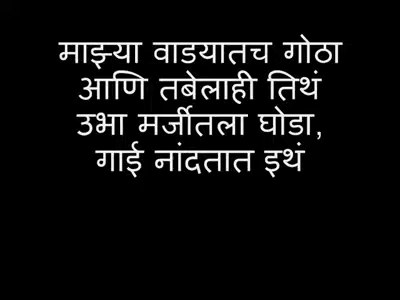 माझ्या वाडयातच गोठा
आणि तबेलाही तिथं
उभा मर्जीतला घोडा,
गाई नांदतात इथं